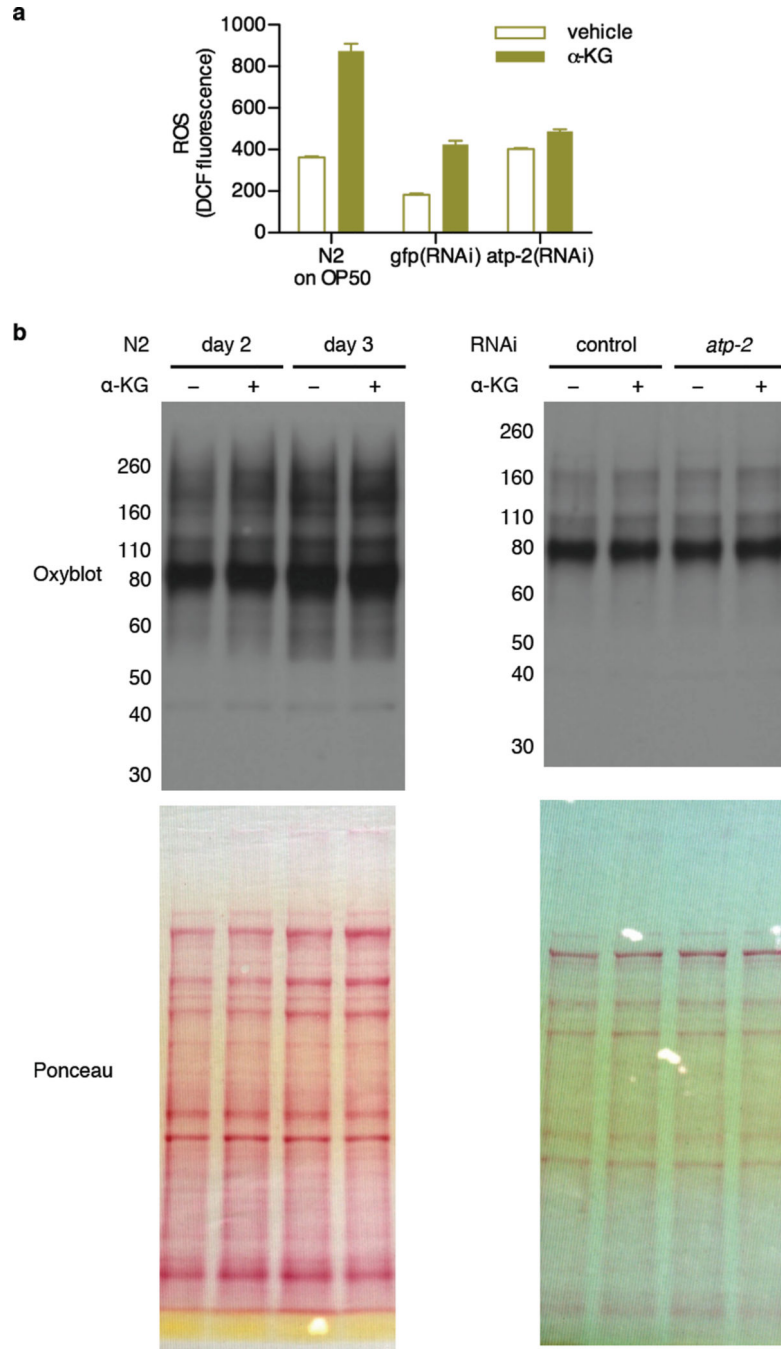 a
vehicle
α-KG
1000
800
600
400
200
0
ROS
(DCF fluorescence)
N2
on OP50
gfp(RNAi)
atp-2(RNAi)
b
N2 day 2 day 3
α-KG – + – +
260
160
110
80
60
50
40
30
Oxyblot
RNAi control atp-2
α-KG – + – +
260
160
110
80
60
50
40
30
Ponceau